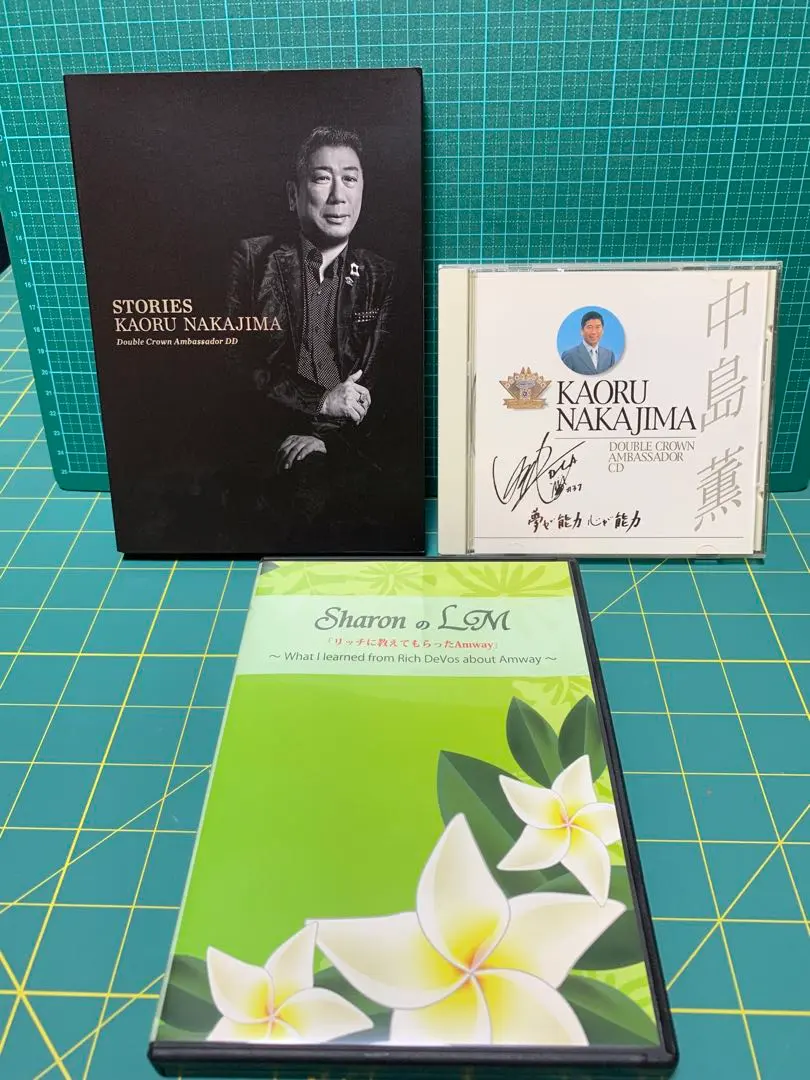 STORIES
KAORU NAKAJIMA
Double Crown Ambassador DD
中島薫
KAORU
NAKAJIMA
DOUBLE CROWN
AMBASSADOR
CD
夢が能力 心が能力
Sharon の LM
「リッチに教えてもらったAmway」
~ What I learned from Rich DeVos about Amway ~